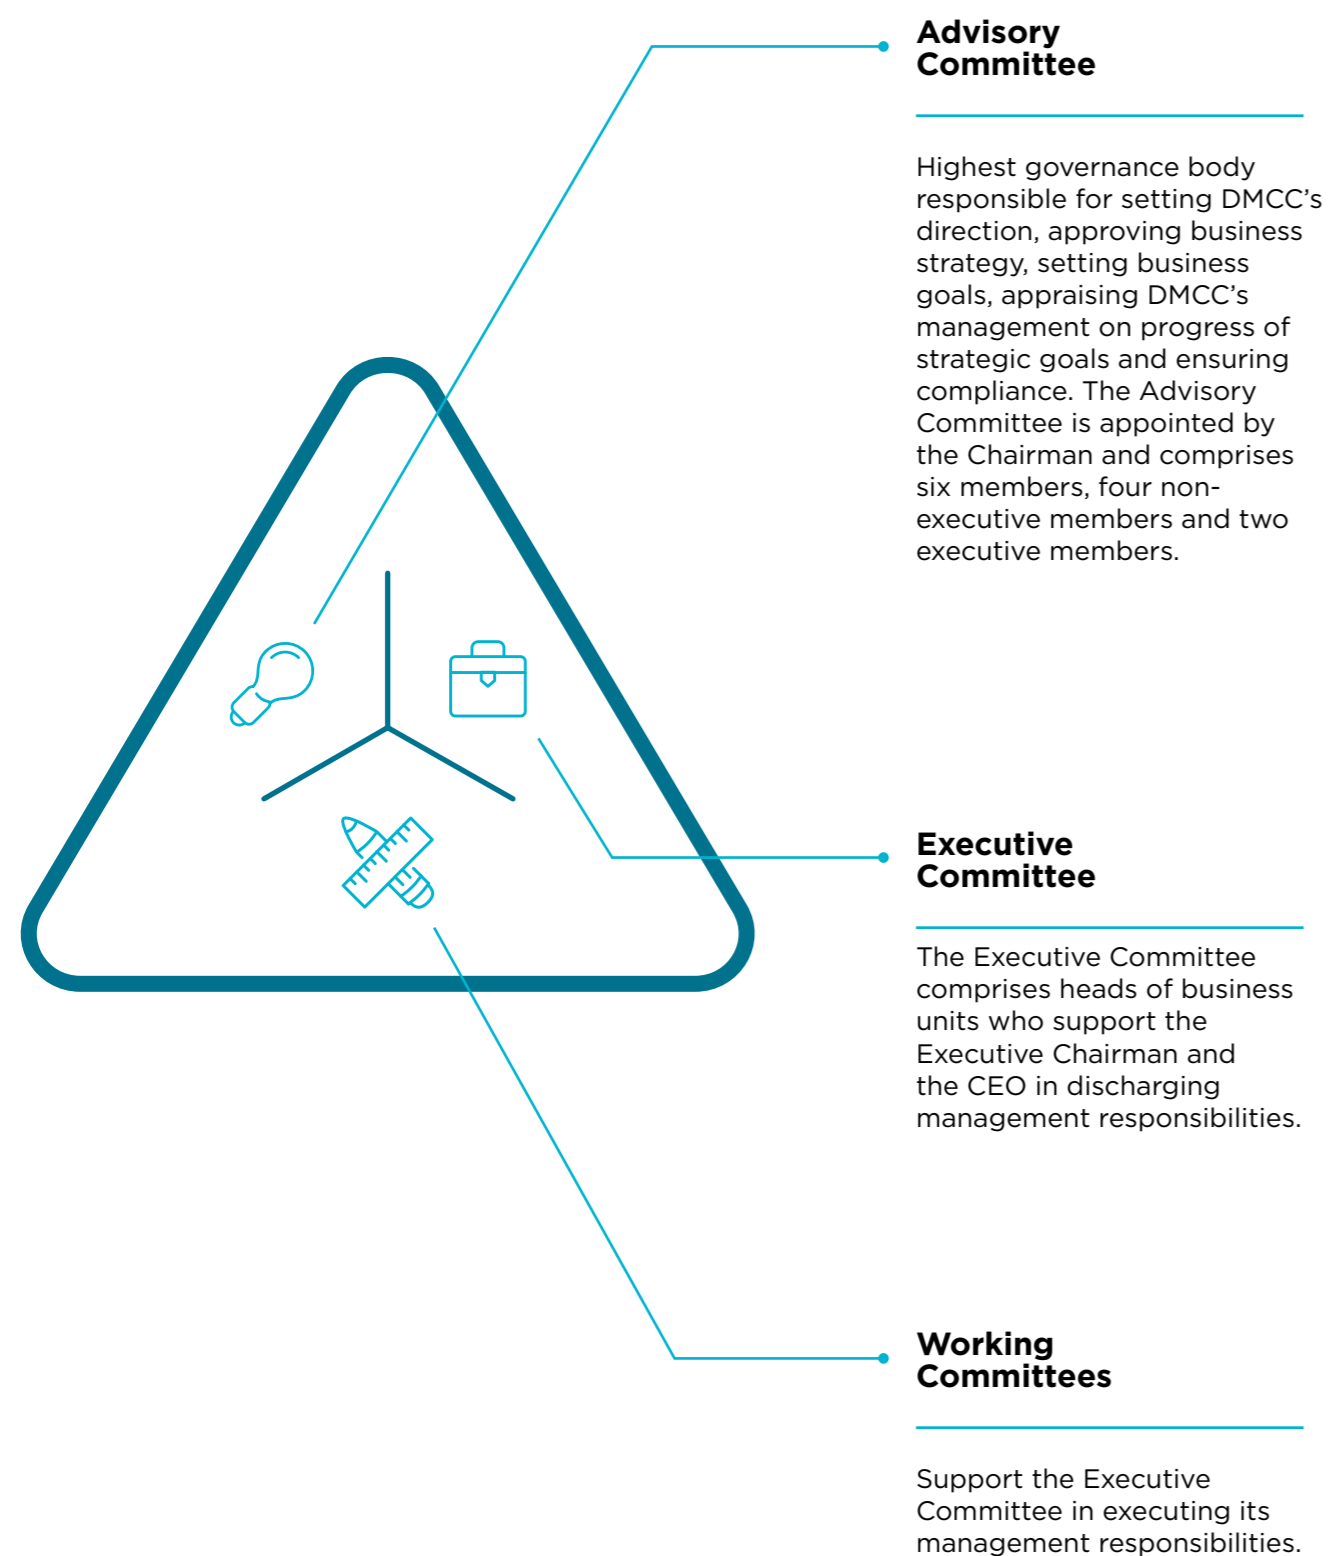 Advisory
Committee
Highest governance body
responsible for setting DMCC’s
direction, approving business
strategy, setting business
goals, appraising DMCC’s
management on progress of
strategic goals and ensuring
compliance. The Advisory
Committee is appointed by
the Chairman and comprises
six members, four non-
executive members and two
executive members.
Executive
Committee
The Executive Committee
comprises heads of business
units who support the
Executive Chairman and
the CEO in discharging
management responsibilities.
Working
Committees
Support the Executive
Committee in executing its
management responsibilities.